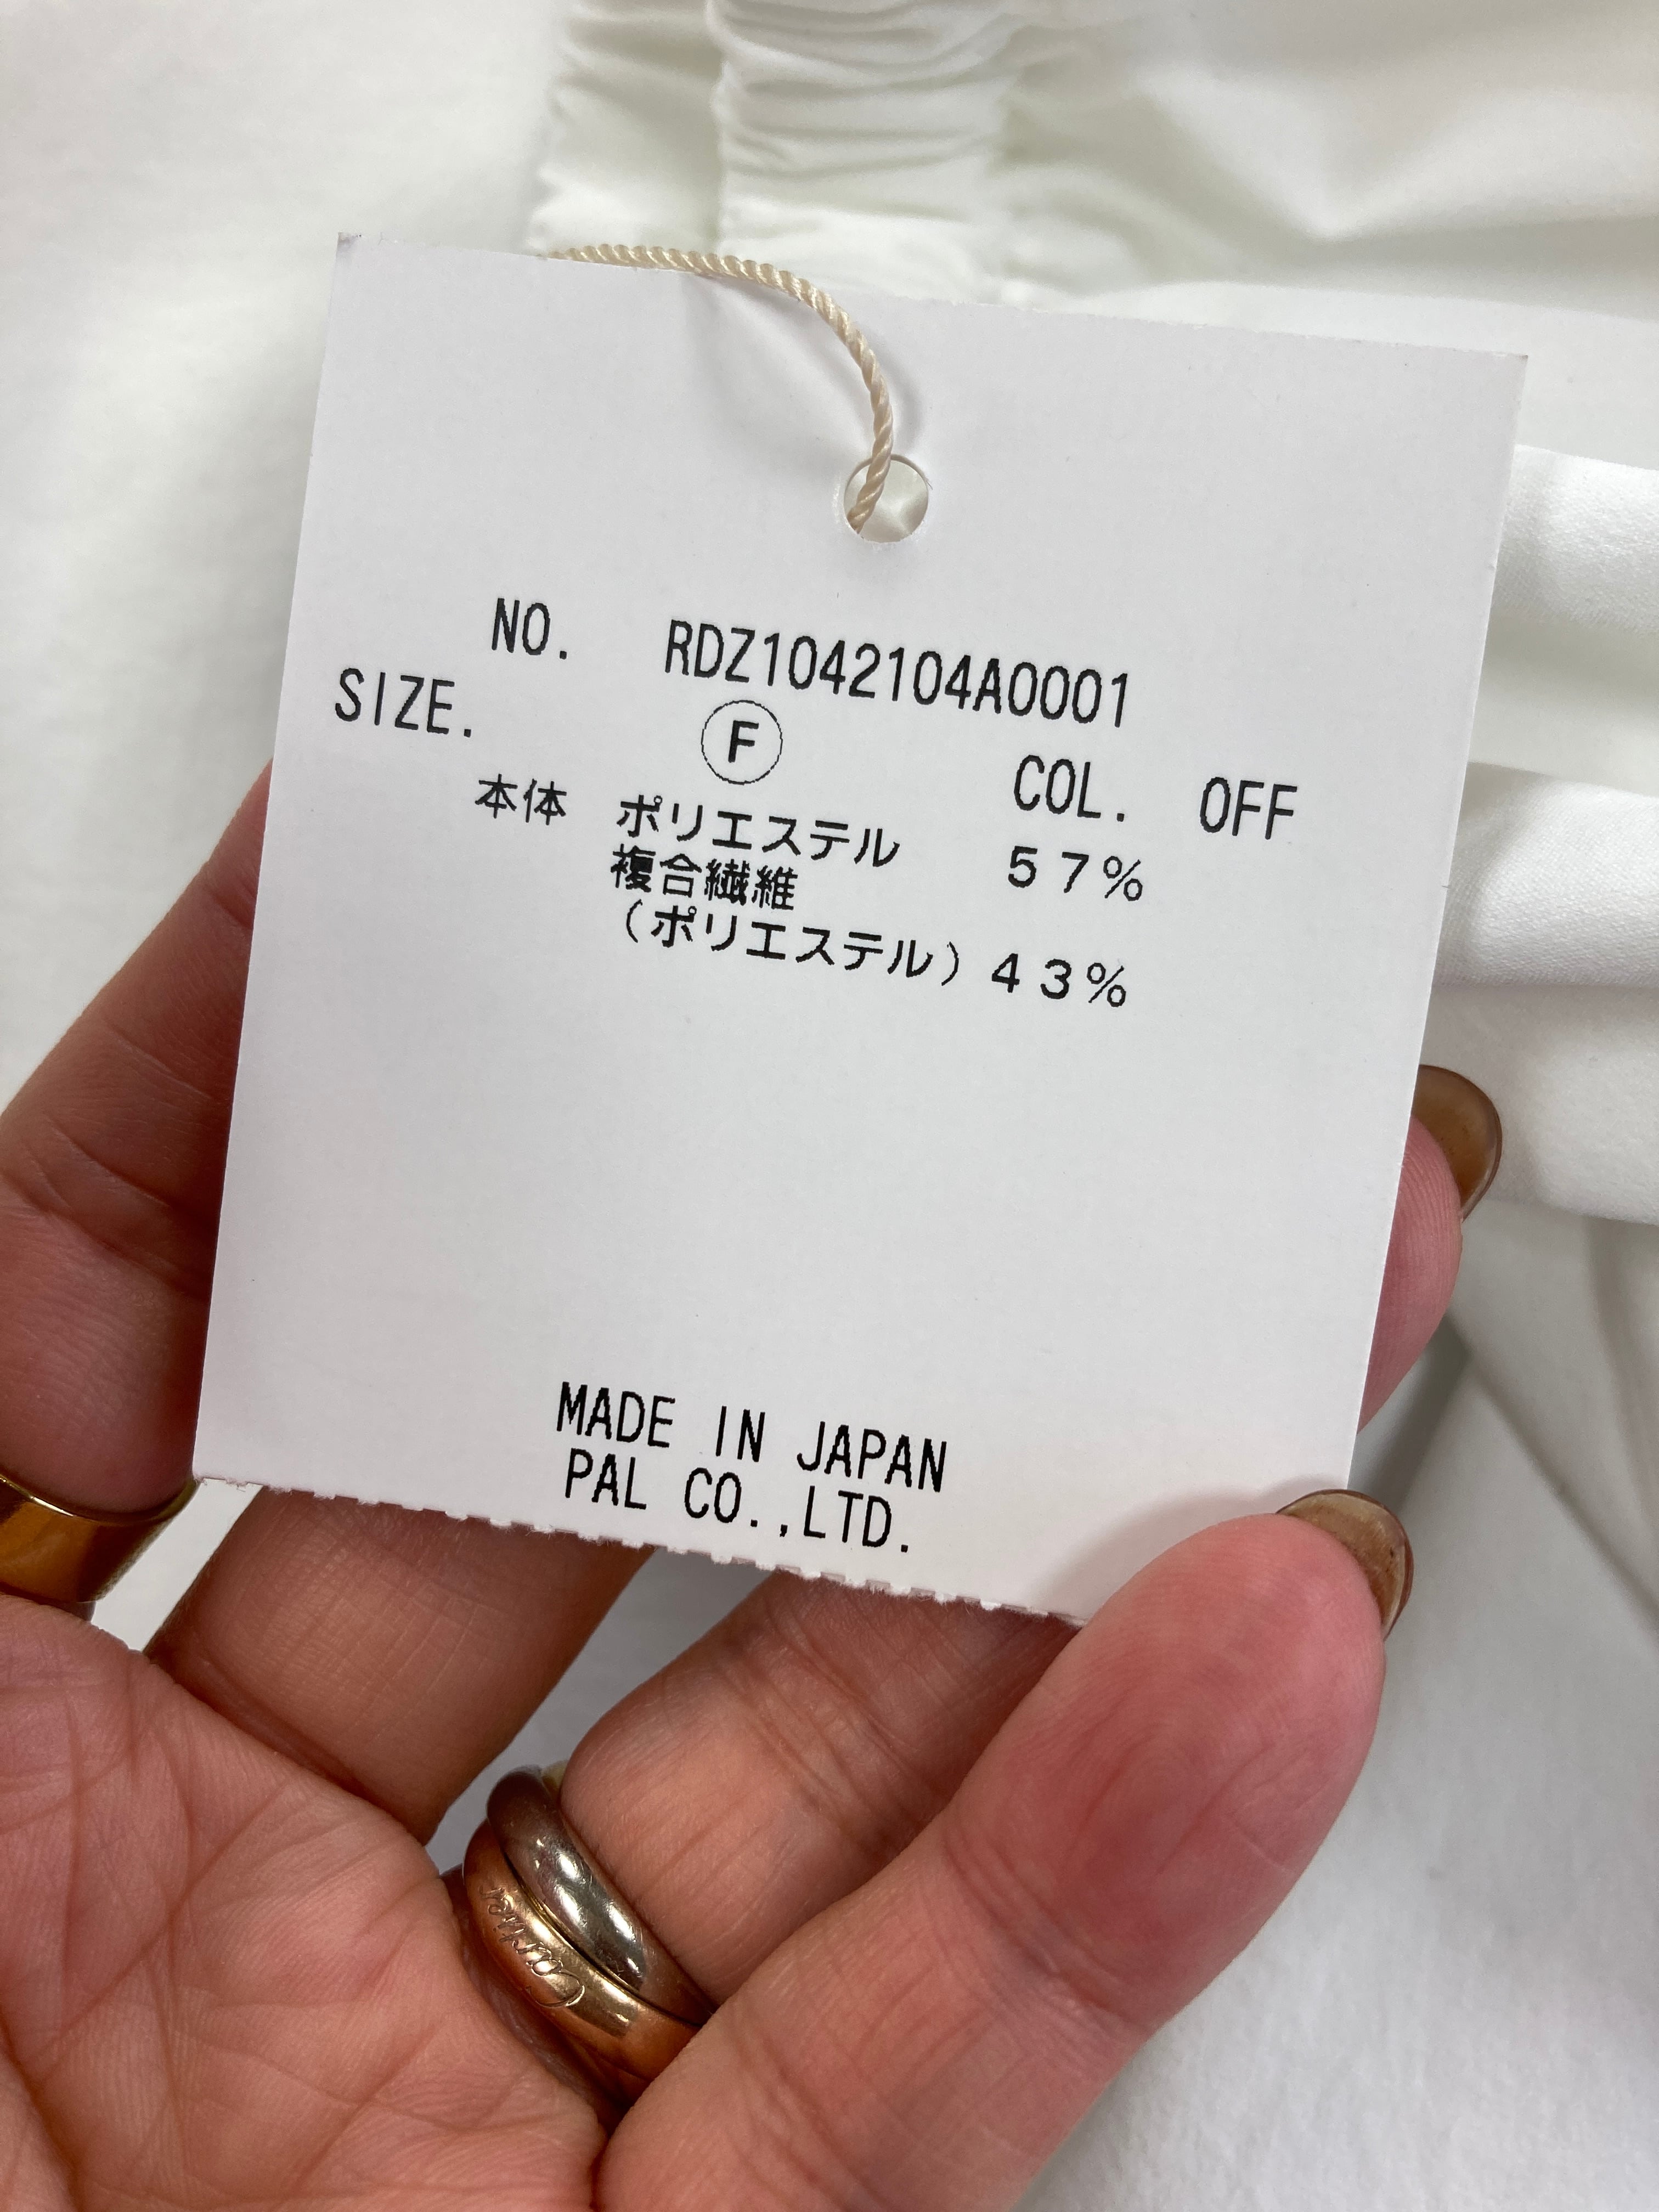 NO. RDZ1042104A0001
SIZE. F COL. OFF
本体 ポリエステル 57%
複合繊維
(ポリエステル) 43%
MADE IN JAPAN
PAL CO.,LTD.
Cartier